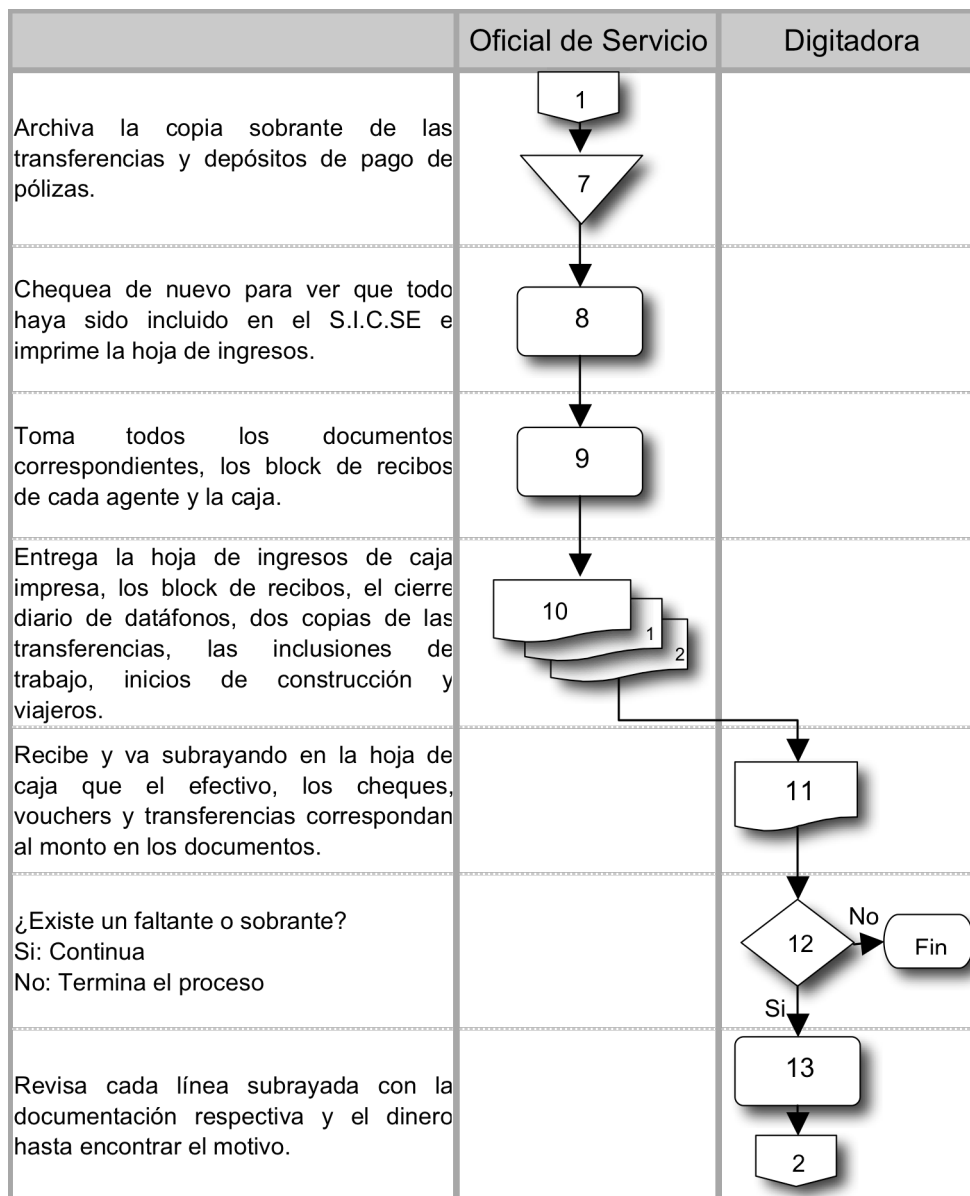 Oficial de Servicio
Digitadora
1
Archiva la copia sobrante de las
transferencias y depósitos de pago de
pólizas.
7
Chequea de nuevo para ver que todo
haya sido incluido en el S.I.C.SE e
imprime la hoja de ingresos.
8
Toma todos los documentos
correspondientes, los block de recibos
de cada agente y la caja.
9
Entrega la hoja de ingresos de caja
impresa, los block de recibos, el cierre
diario de datáfonos, dos copias de las
transferencias, las inclusiones de
trabajo, inicios de construcción y
viajeros.
10
1
2
Recibe y va subrayando en la hoja de
caja que el efectivo, los cheques,
vouchers y transferencias correspondan
al monto en los documentos.
11
¿Existe un faltante o sobrante?
Si: Continua
No: Termina el proceso
12
No
Fin
Si
Revisa cada línea subrayada con la
documentación respectiva y el dinero
hasta encontrar el motivo.
13
2